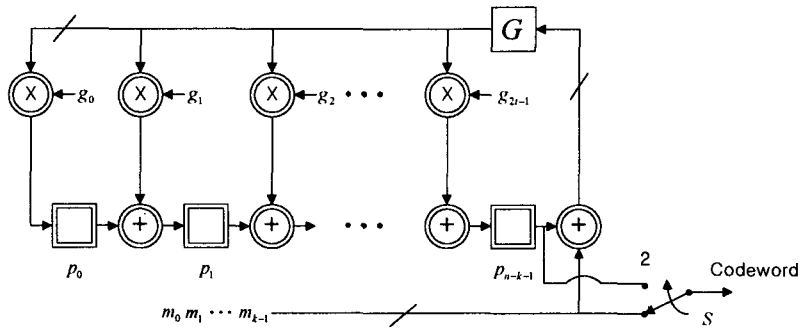 G
X g₀ X g₁ X g₂ • • • X g₂ₜ₋₁
+ + • • • + +
p₀ p₁ pₙ₋ₖ₋₁
2
Codeword
m₀ m₁ ⋯ mₖ₋₁
S